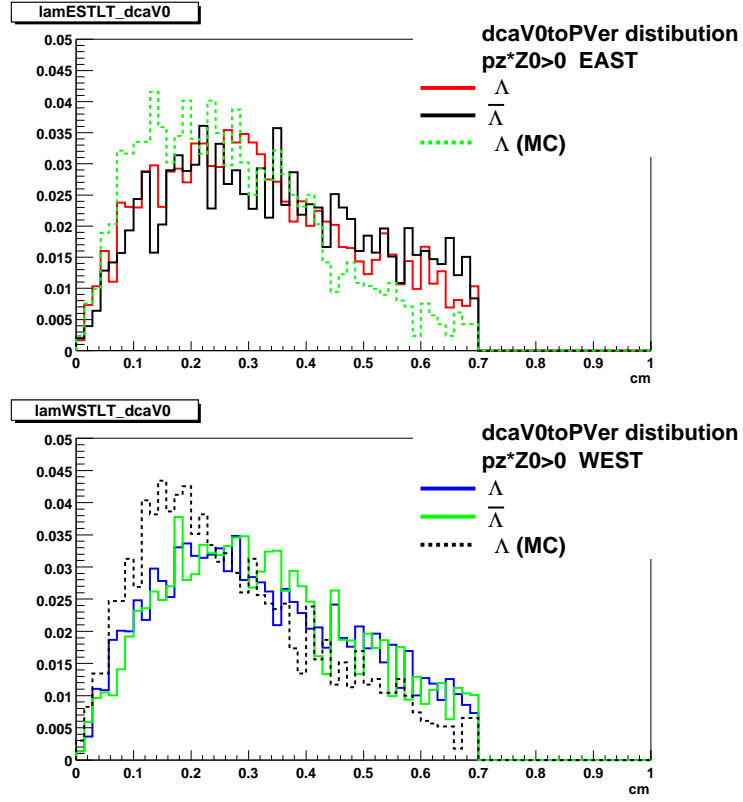 lamESTLT_dcaV0
dcaV0toPVer distibution
pz*Z0>0 EAST
Λ
Λ̅
Λ (MC)
0.05
0.045
0.04
0.035
0.03
0.025
0.02
0.015
0.01
0.005
0
0 0.1 0.2 0.3 0.4 0.5 0.6 0.7 0.8 0.9 1
cm
lamWSTLT_dcaV0
dcaV0toPVer distibution
pz*Z0>0 WEST
Λ
Λ̅
Λ (MC)
0.05
0.045
0.04
0.035
0.03
0.025
0.02
0.015
0.01
0.005
0
0 0.1 0.2 0.3 0.4 0.5 0.6 0.7 0.8 0.9 1
cm